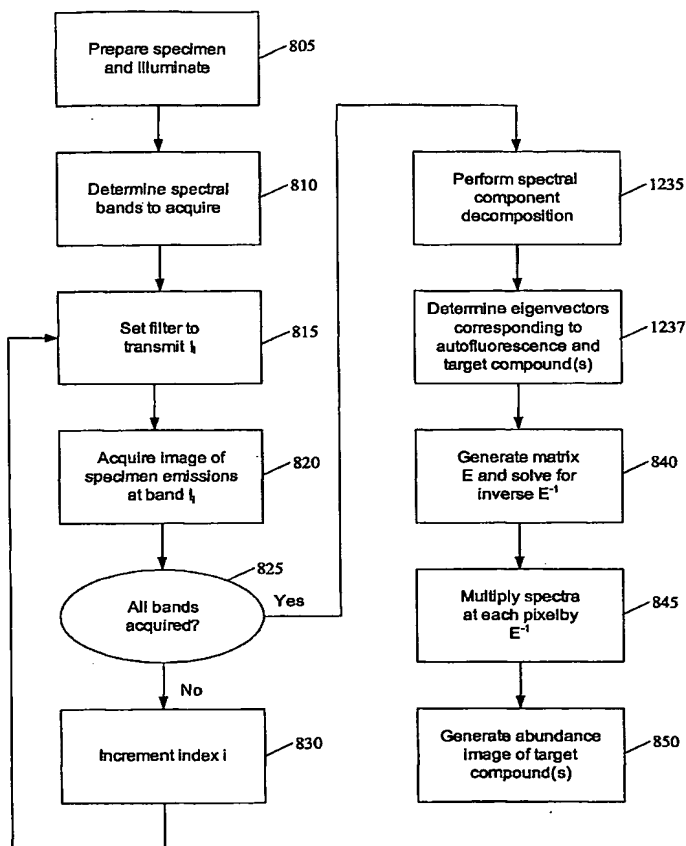 Prepare specimen
and Illuminate
805
Determine spectral
bands to acquire
810
Set filter to
transmit lᵢ
815
Acquire image of
specimen emissions
at band lᵢ
820
825
All bands
acquired?
Yes
No
Increment index i
830
Perform spectral
component
decomposition
1235
Determine eigenvectors
corresponding to
autofluorescence and
target compound(s)
1237
Generate matrix
E and solve for
inverse E⁻¹
840
Multiply spectra
at each pixelby
E⁻¹
845
Generate abundance
image of target
compound(s)
850